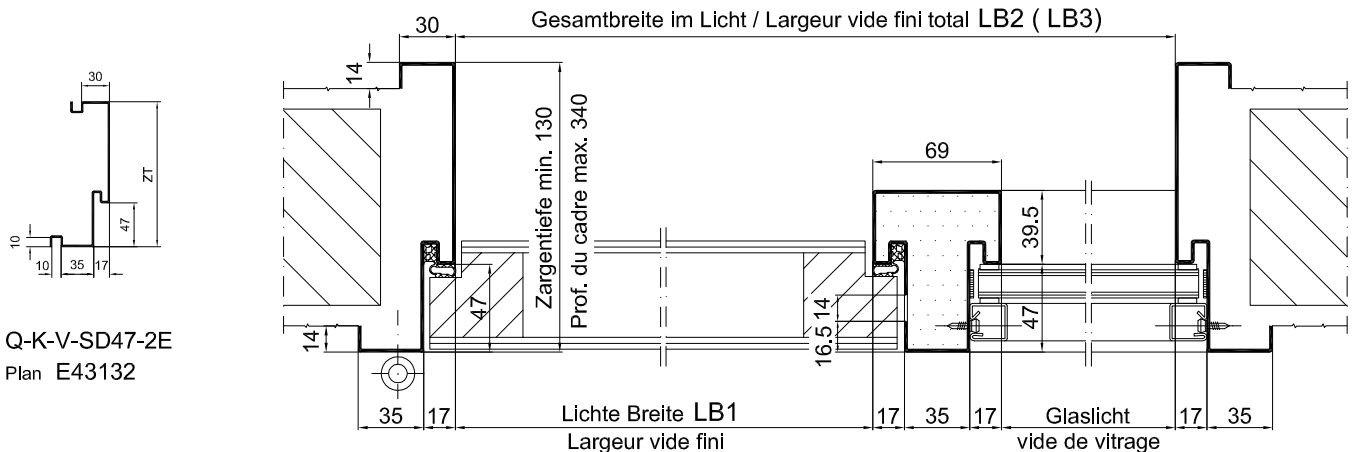 Gesamtbreite im Licht / Largeur vide fini total LB2 ( LB3)
30
14
30
ZT
47
10
10
35
17
Zargentiefe min. 130
Prof. du cadre max. 340
69
39.5
47
14
16.5
47
14
Q-K-V-SD47-2E
Plan E43132
35
17
Lichte Breite LB1
Largeur vide fini
17
35
17
Glaslicht
vide de vitrage
17
35